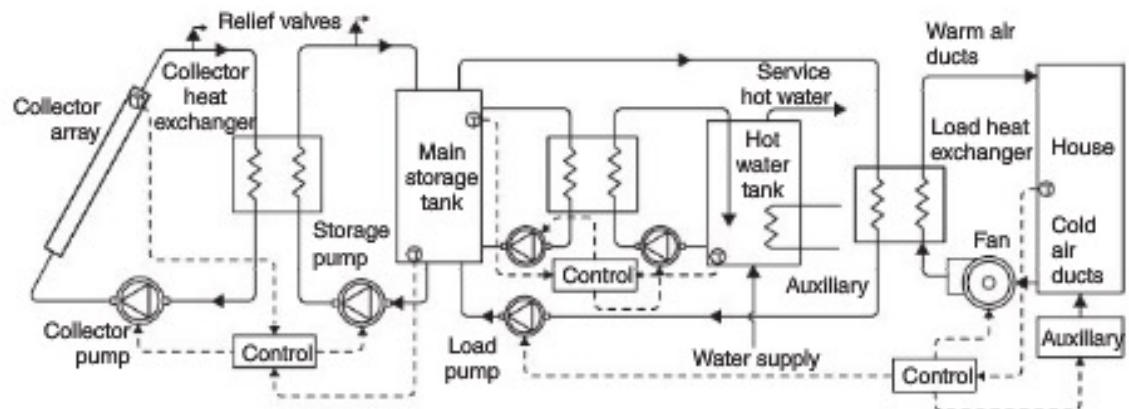 Relief valves
Collector
array
Collector
heat
exchanger
Collector
pump
Control
Storage
pump
Main
storage
tank
Control
Load
pump
Service
hot water
Hot
water
tank
Auxiliary
Water supply
Warm air
ducts
Load heat
exchanger
House
Fan
Cold
air
ducts
Control
Auxiliary